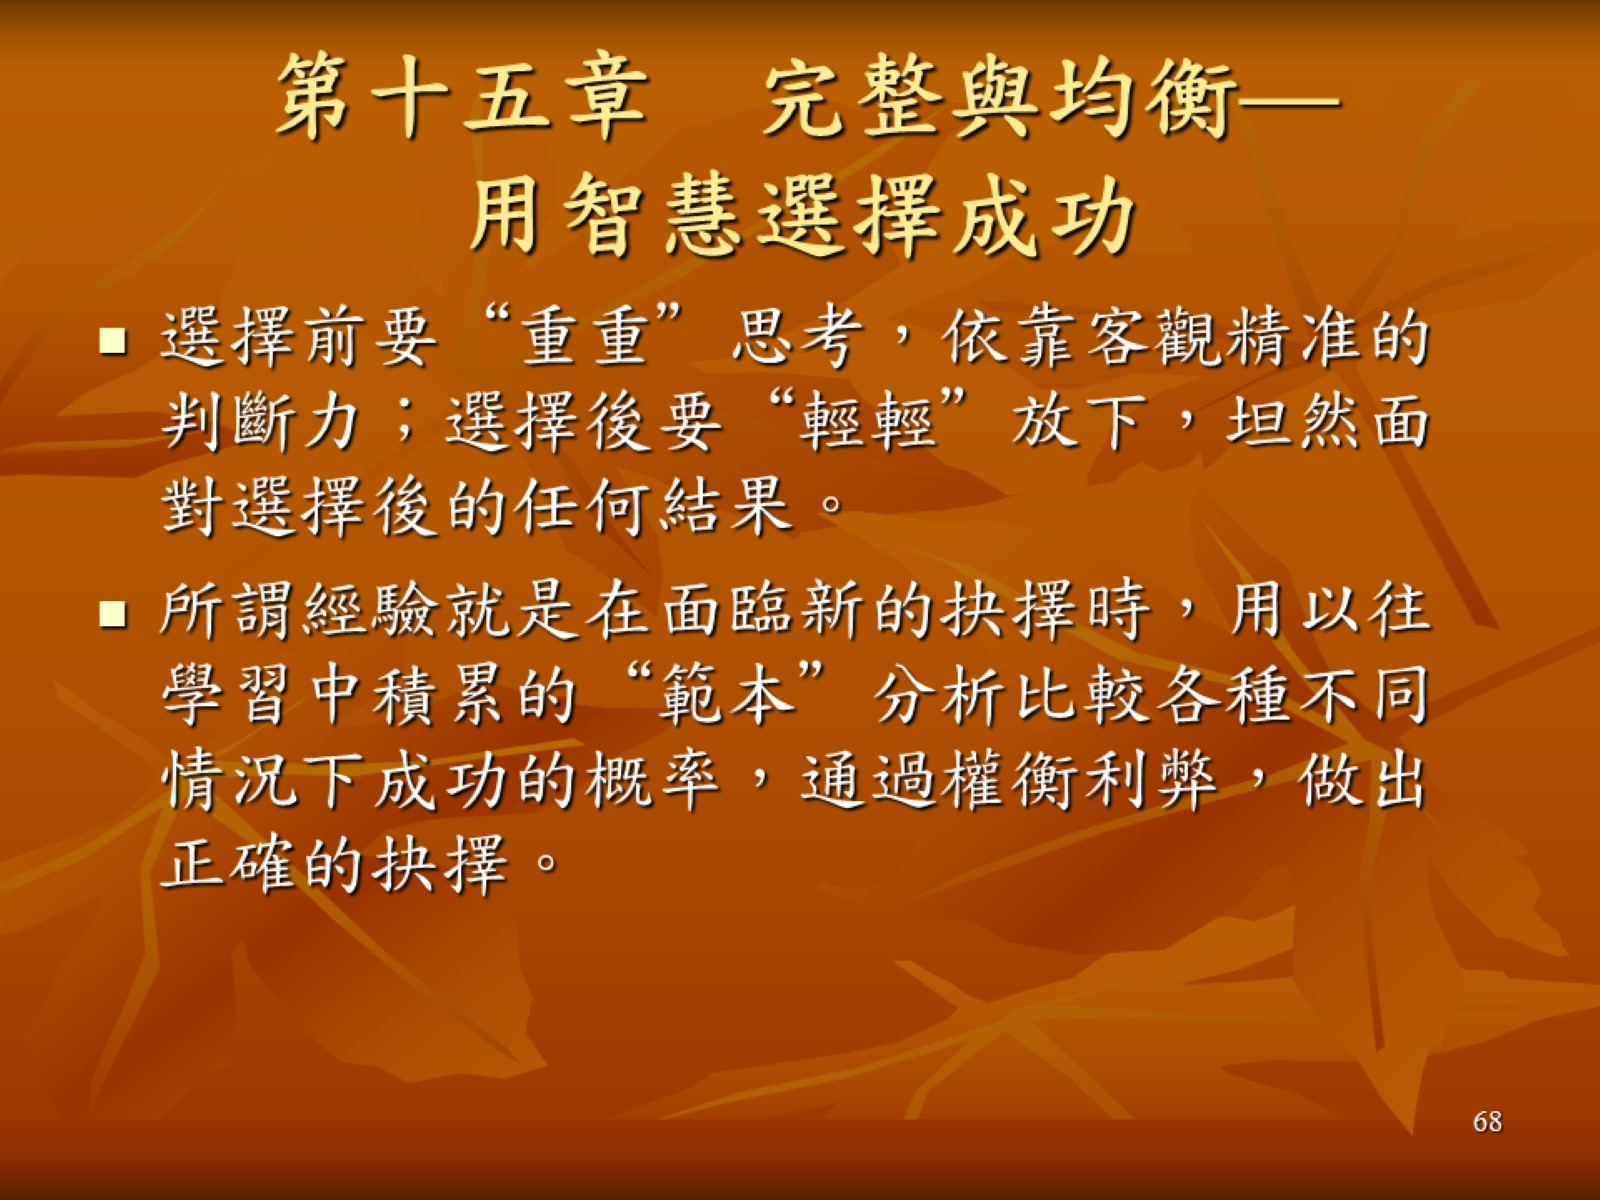 第十五章　完整與均衡—
用智慧選擇成功
選擇前要“重重”思考，依靠客觀精准的
判斷力；選擇後要“輕輕”放下，坦然面
對選擇後的任何結果。
所謂經驗就是在面臨新的抉擇時，用以往
學習中積累的“範本”分析比較各種不同
情況下成功的概率，通過權衡利弊，做出
正確的抉擇。
68